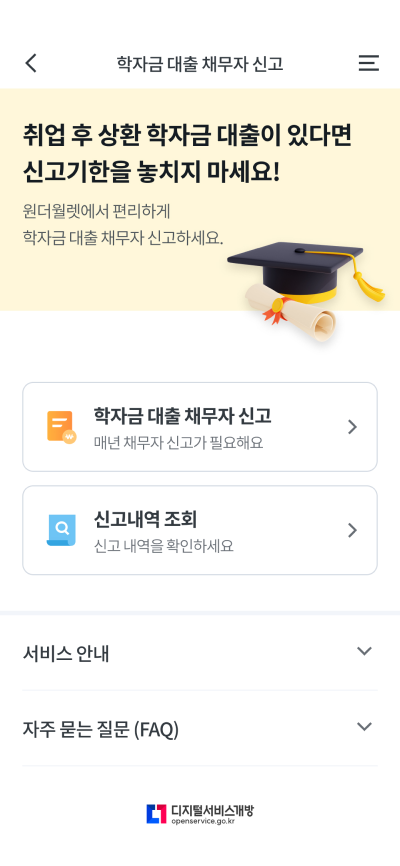 학자금 대출 채무자 신고
취업 후 상환 학자금 대출이 있다면
신고기한을 놓치지 마세요!
원더월렛에서 편리하게
학자금 대출 채무자 신고하세요.
학자금 대출 채무자 신고
매년 채무자 신고가 필요해요
신고내역 조회
신고 내역을 확인하세요
서비스 안내
자주 묻는 질문 (FAQ)
디지털서비스개방
openservice.go.kr